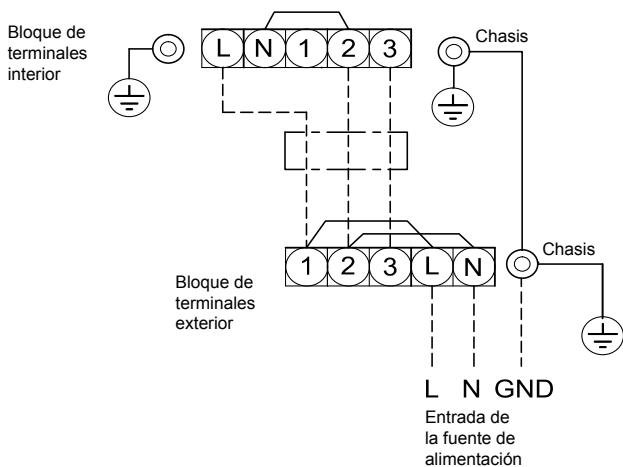 Bloque de
terminales
interior
L N 1 2 3
Chasis
1 2 3 L N
Chasis
Bloque de
terminales
exterior
L N GND
Entrada de
la fuente de
alimentación